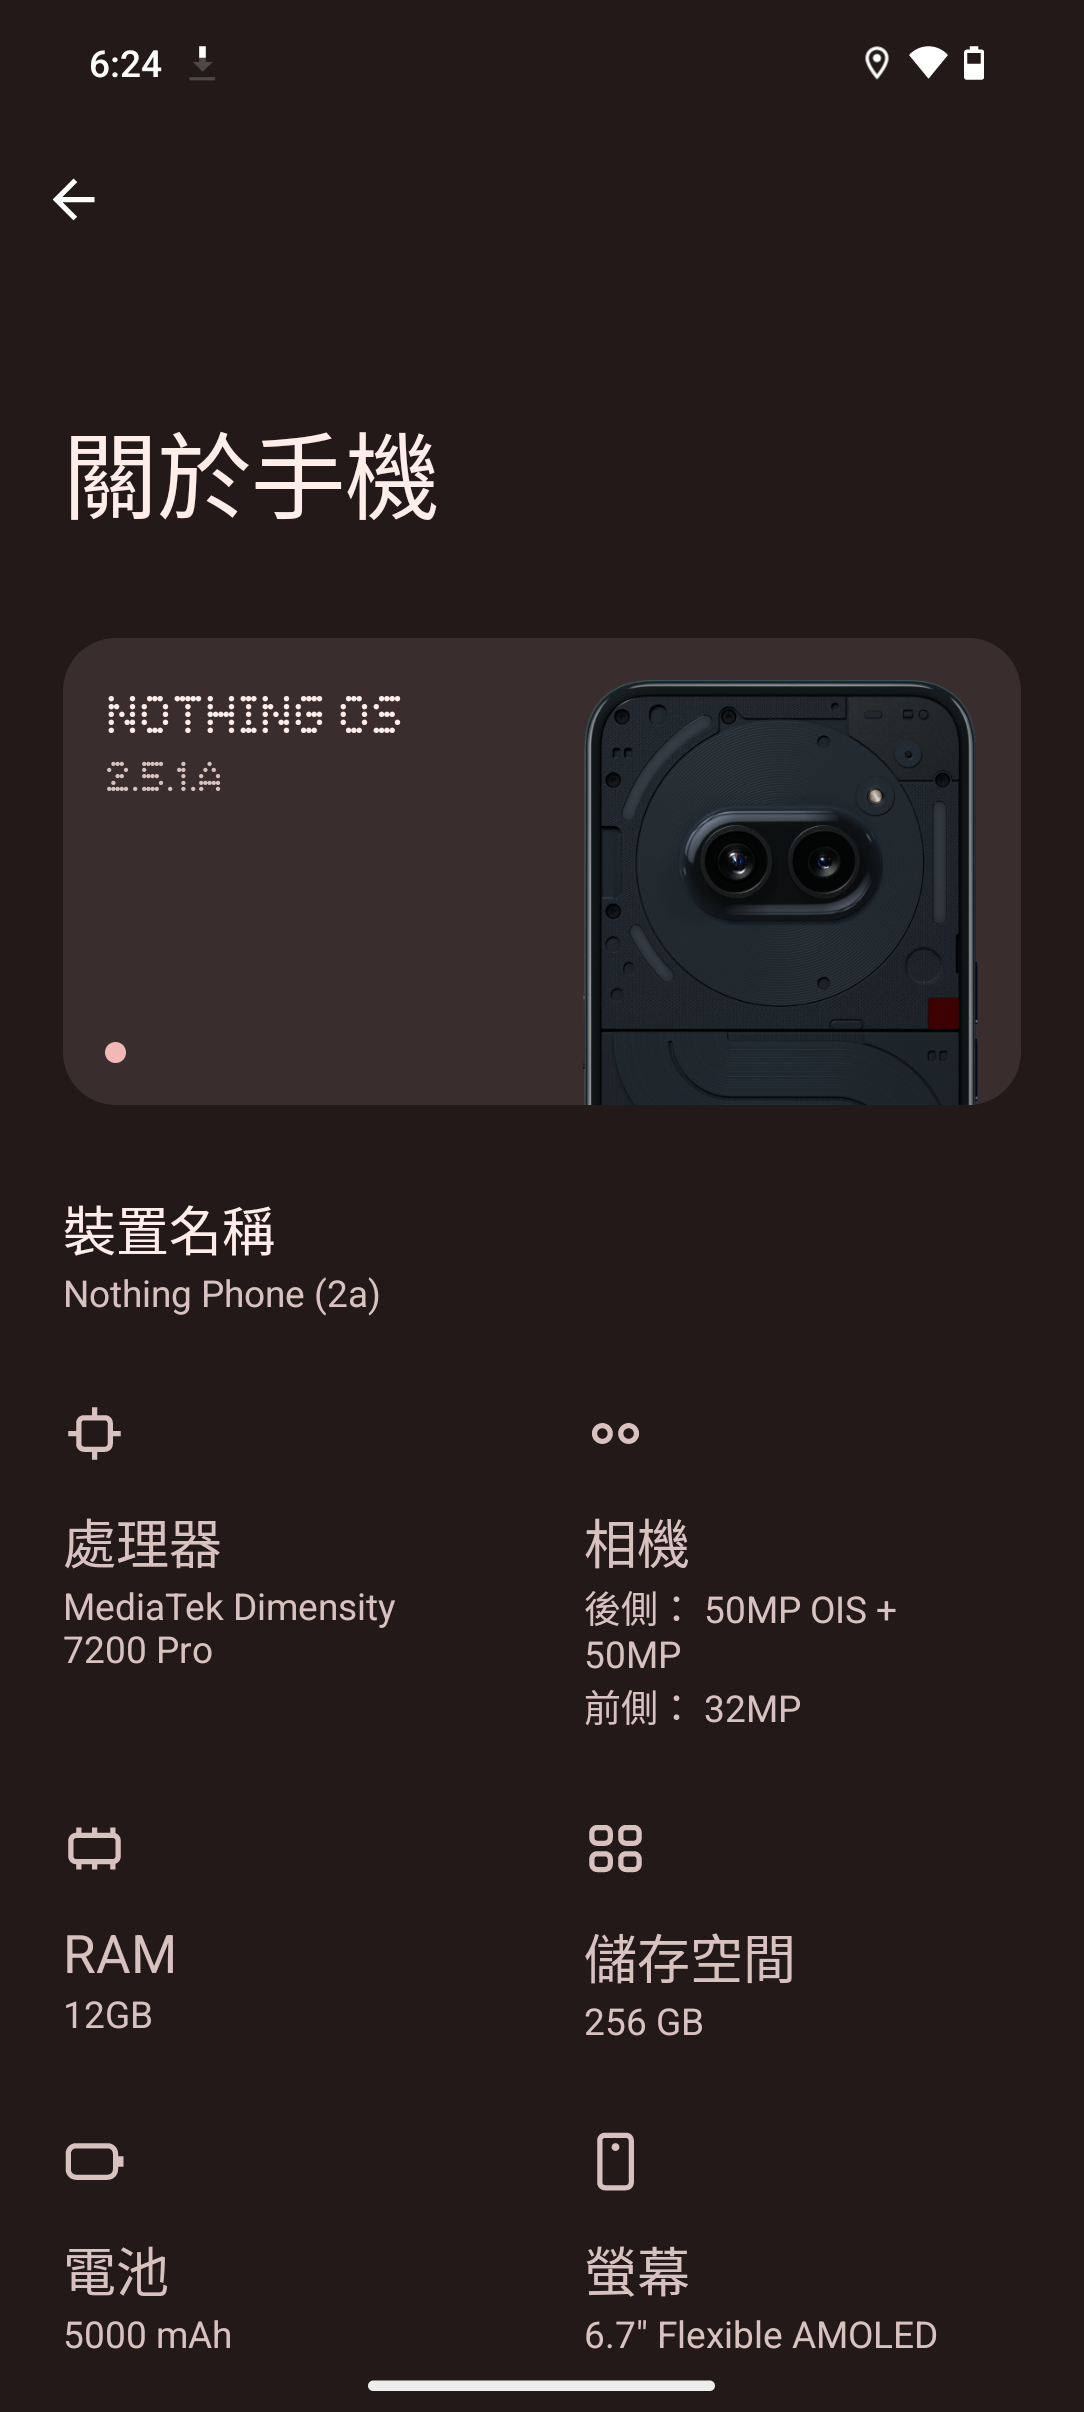 6:24
關於手機
NOTHING OS
2.5.1.A
裝置名稱
Nothing Phone (2a)
處理器
MediaTek Dimensity
7200 Pro
相機
後側： 50MP OIS +
50MP
前側： 32MP
RAM
12GB
儲存空間
256 GB
電池
5000 mAh
螢幕
6.7" Flexible AMOLED